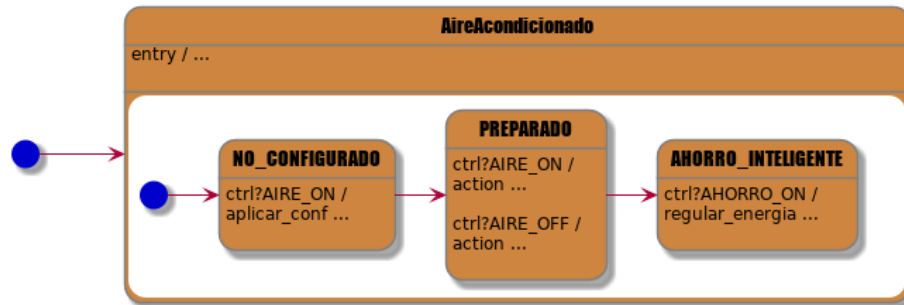 AireAcondicionado
entry / ...
NO_CONFIGURADO
ctrl?AIRE_ON /
aplicar_conf ...
PREPARADO
ctrl?AIRE_ON /
action ...
ctrl?AIRE_OFF /
action ...
AHORRO_INTELIGENTE
ctrl?AHORRO_ON /
regular_energia ...